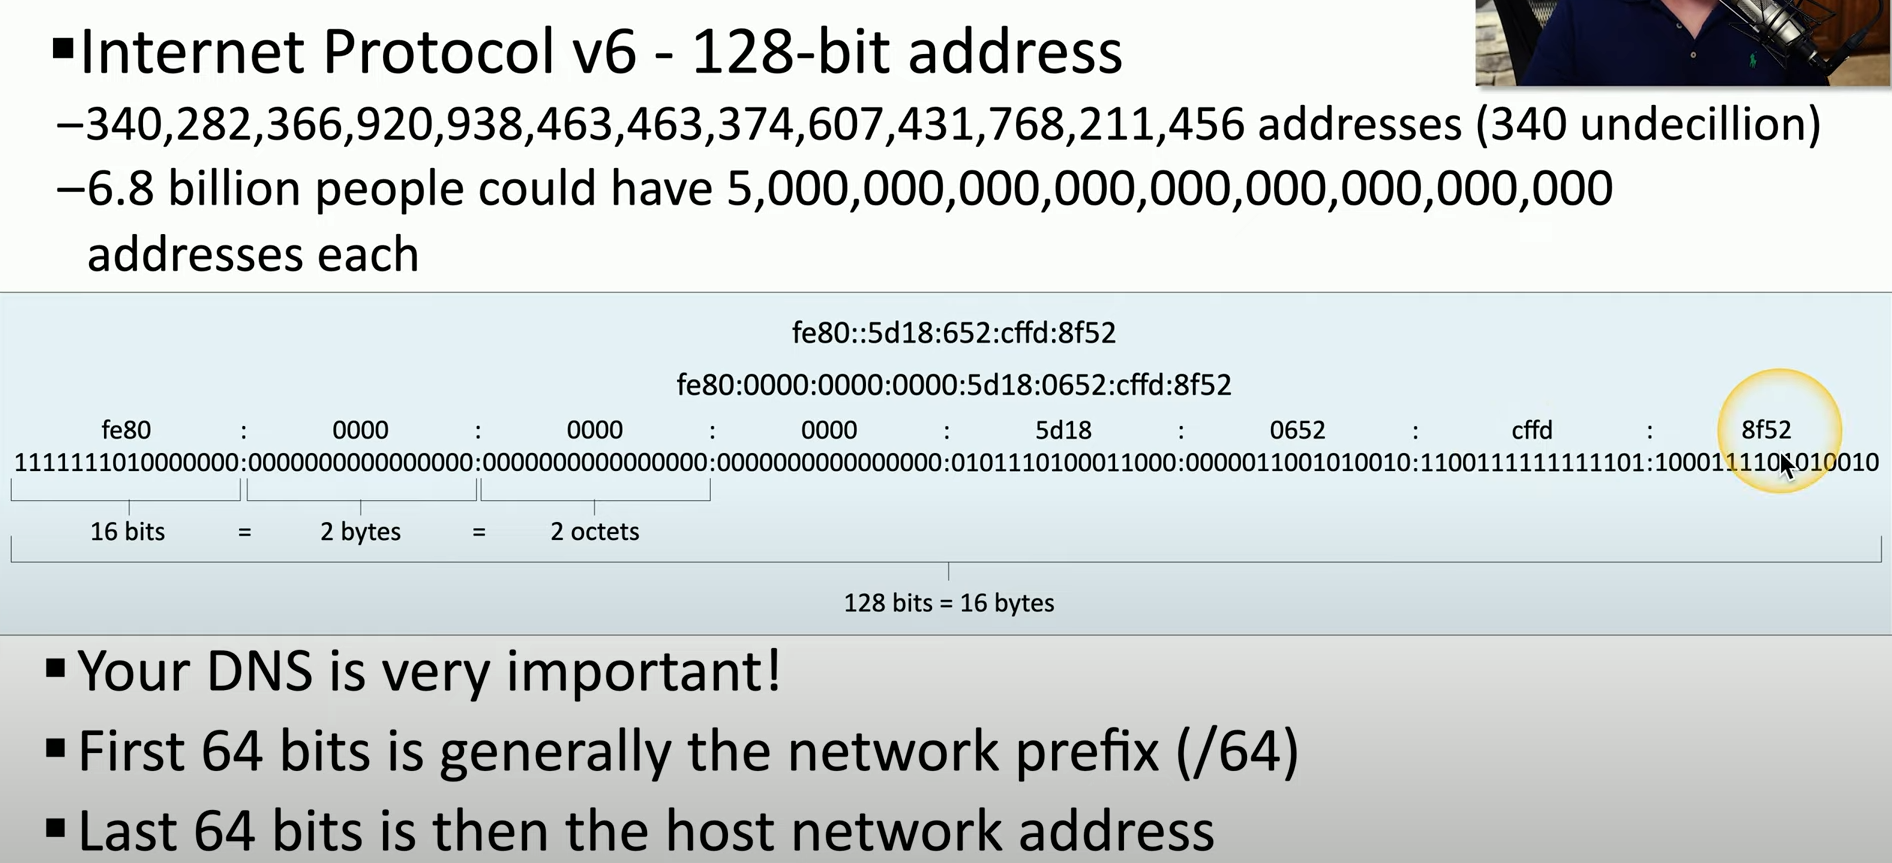 ▪Internet Protocol v6 - 128-bit address
–340,282,366,920,938,463,463,374,607,431,768,211,456 addresses (340 undecillion)
–6.8 billion people could have 5,000,000,000,000,000,000,000,000,000
addresses each
fe80::5d18:652:cffd:8f52
fe80:0000:0000:0000:5d18:0652:cffd:8f52
fe80 : 0000 : 0000 : 0000 : 5d18 : 0652 : cffd : 8f52
1111111010000000:0000000000000000:0000000000000000:0000000000000000:0101110100011000:0000011001010010:1100111111111101:1000111101010010
16 bits = 2 bytes = 2 octets
128 bits = 16 bytes
▪ Your DNS is very important!
▪ First 64 bits is generally the network prefix (/64)
▪ Last 64 bits is then the host network address